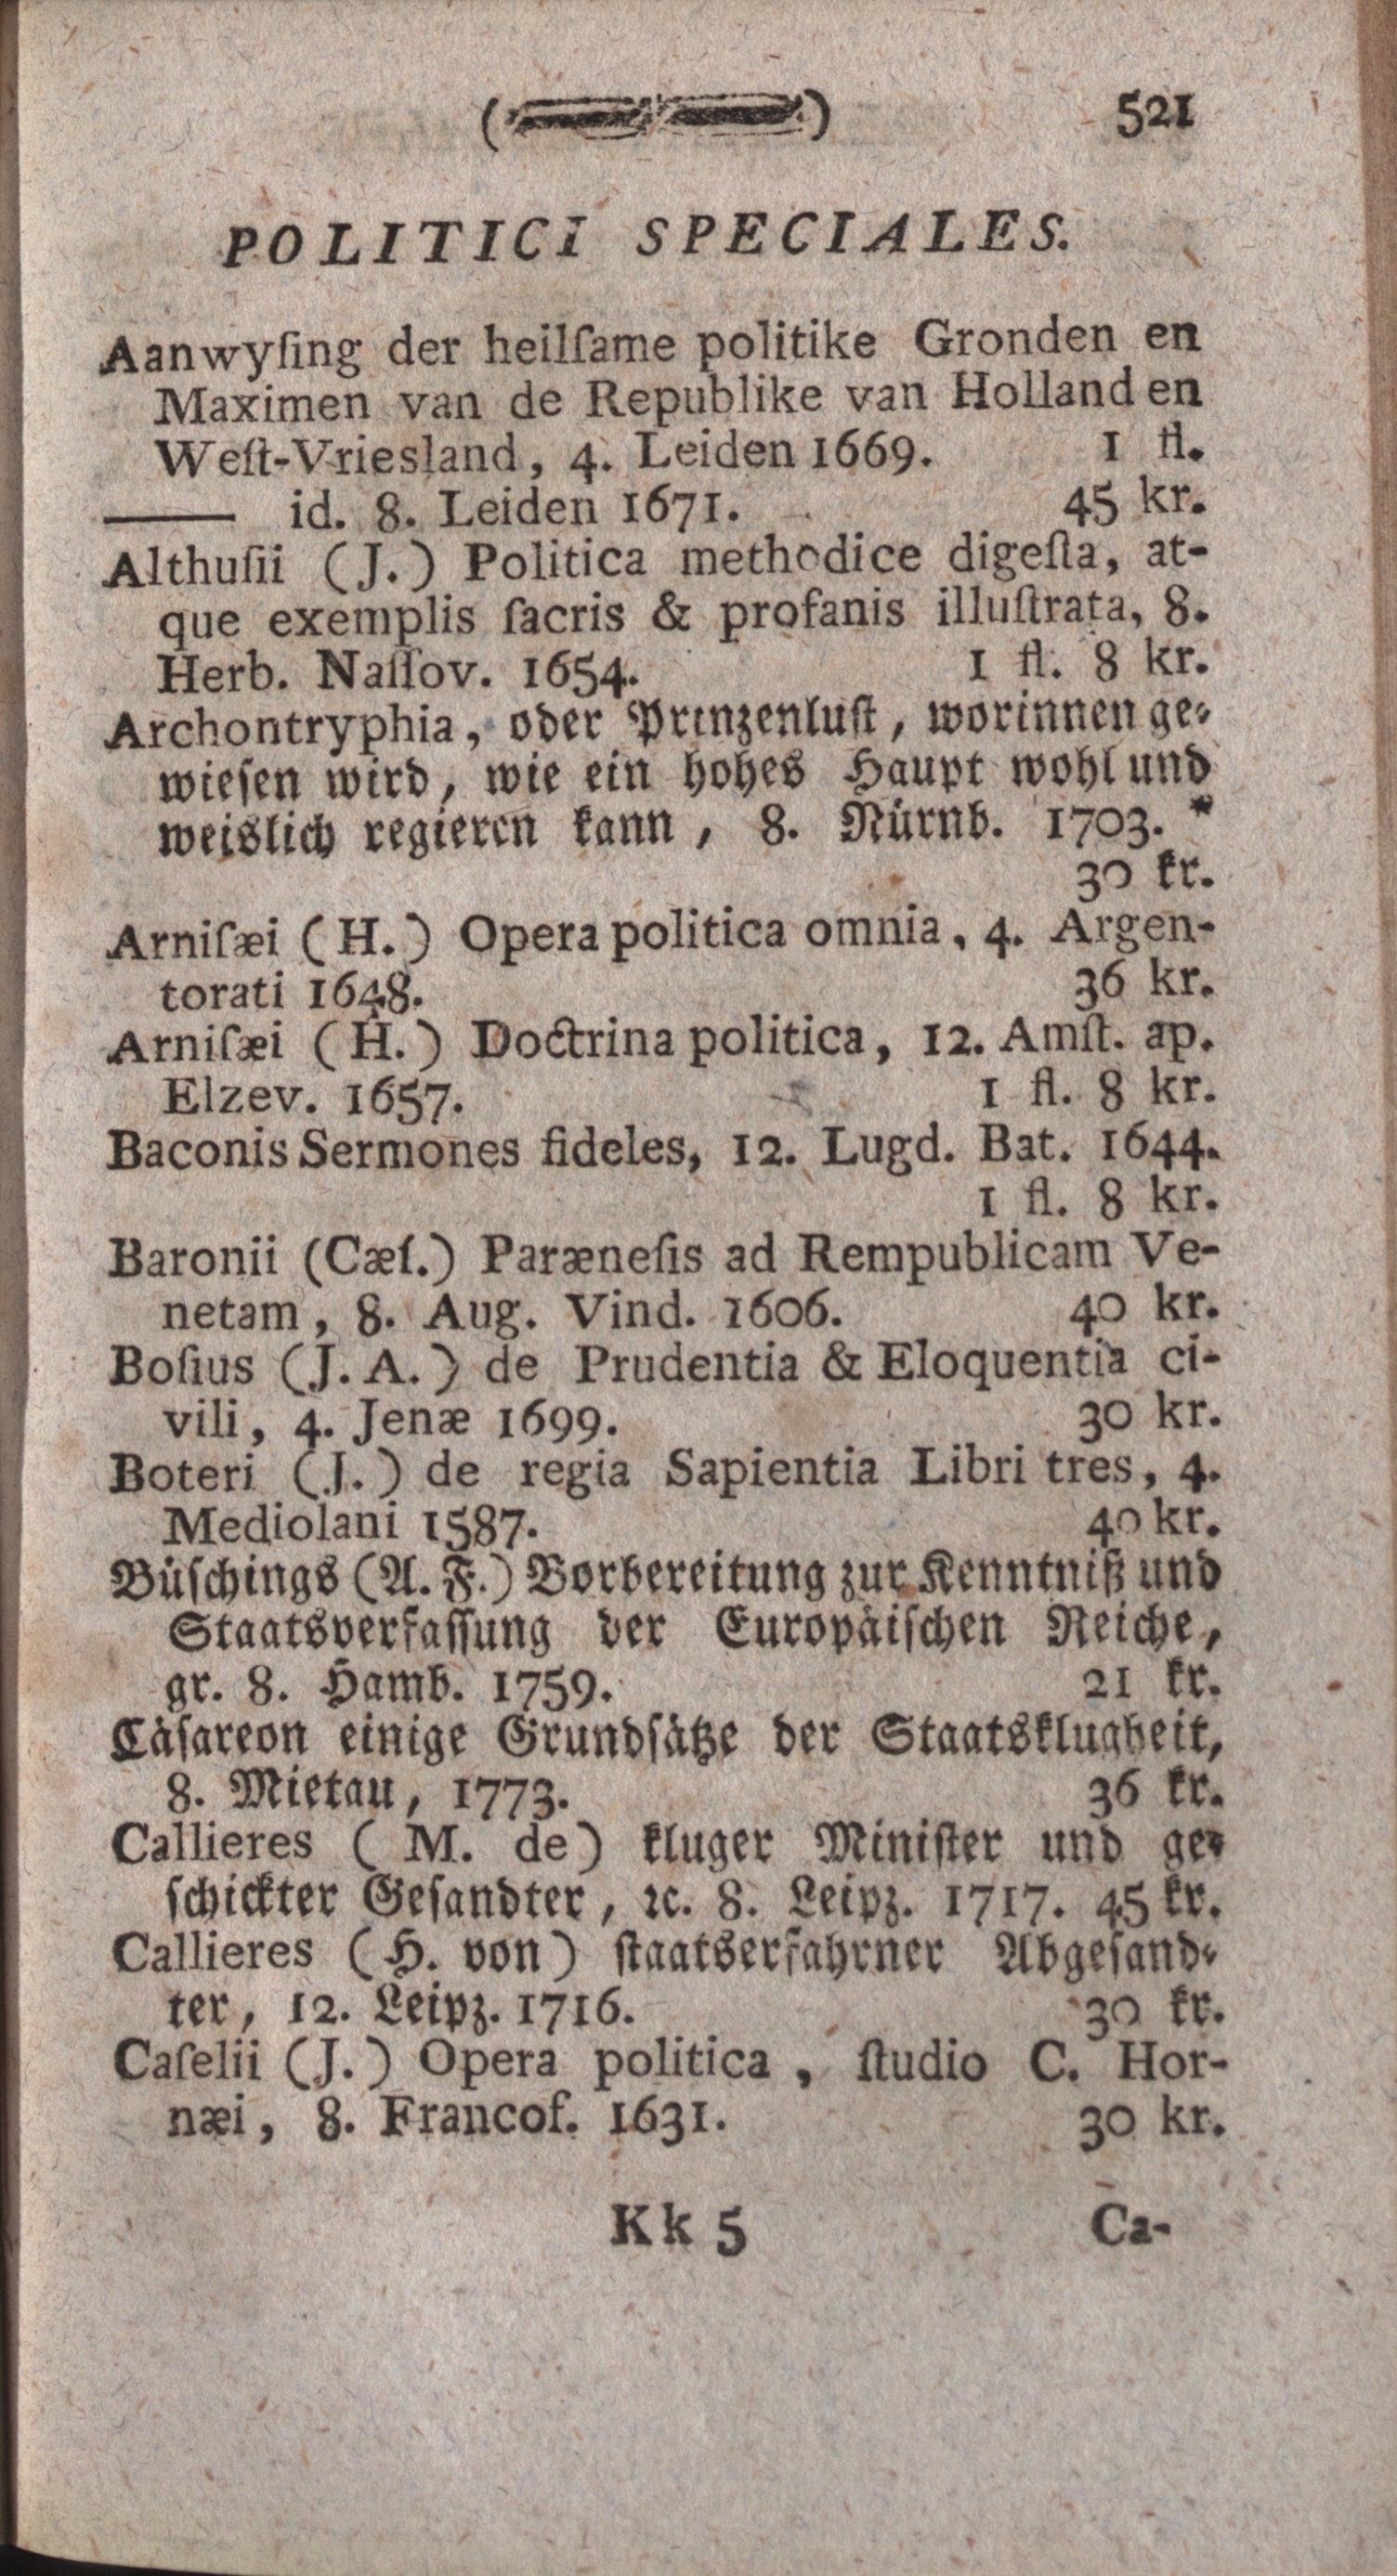 521
POLITICI SPECIALES.
Aanwyſing der heilſame politike Gronden en
Maximen van de Republike van Holland en
Weſt-Vriesland, 4. Leiden 1669. 1 fl.
——— id. 8. Leiden 1671. 45 kr.
Althuſii (J.) Politica methodice digeſta, at-
que exemplis ſacris & profanis illuſtrata, 8.
Herb. Naſſov. 1654. 1 fl. 8 kr.
Archontryphia, oder Prinzenluſt, worinnen ge-
wieſen wird, wie ein hohes Haupt wohl und
weislich regieren kann, 8. Nürnb. 1703. *
30 kr.
Arniſæi (H.) Opera politica omnia, 4. Argen-
torati 1648. 36 kr.
Arniſæi (H.) Doctrina politica, 12. Amſt. ap.
Elzev. 1657. 1 fl. 8 kr.
Baconis Sermones fideles, 12. Lugd. Bat. 1644.
1 fl. 8 kr.
Baronii (Cæſ.) Paræneſis ad Rempublicam Ve-
netam, 8. Aug. Vind. 1606. 40 kr.
Boſius (J. A.) de Prudentia & Eloquentia ci-
vili, 4. Jenæ 1699. 30 kr.
Boteri (J.) de regia Sapientia Libri tres, 4.
Mediolani 1587. 40 kr.
Büſchings (A. F.) Vorbereitung zur Kenntniß und
Staatsverfaſſung der Europäiſchen Reiche,
gr. 8. Hamb. 1759. 21 kr.
Cäſareon einige Grundſätze der Staatsklugheit,
8. Mietau, 1773. 36 kr.
Callieres (M. de) kluger Miniſter und ge-
ſchickter Geſandter, ꝛc. 8. Leipz. 1717. 45 kr.
Callieres (H. von) ſtaatserfahrner Abgeſand-
ter, 12. Leipz. 1716. 30 kr.
Caſelii (J.) Opera politica, ſtudio C. Hor-
næi, 8. Francof. 1631. 30 kr.
Kk 5 Ca-